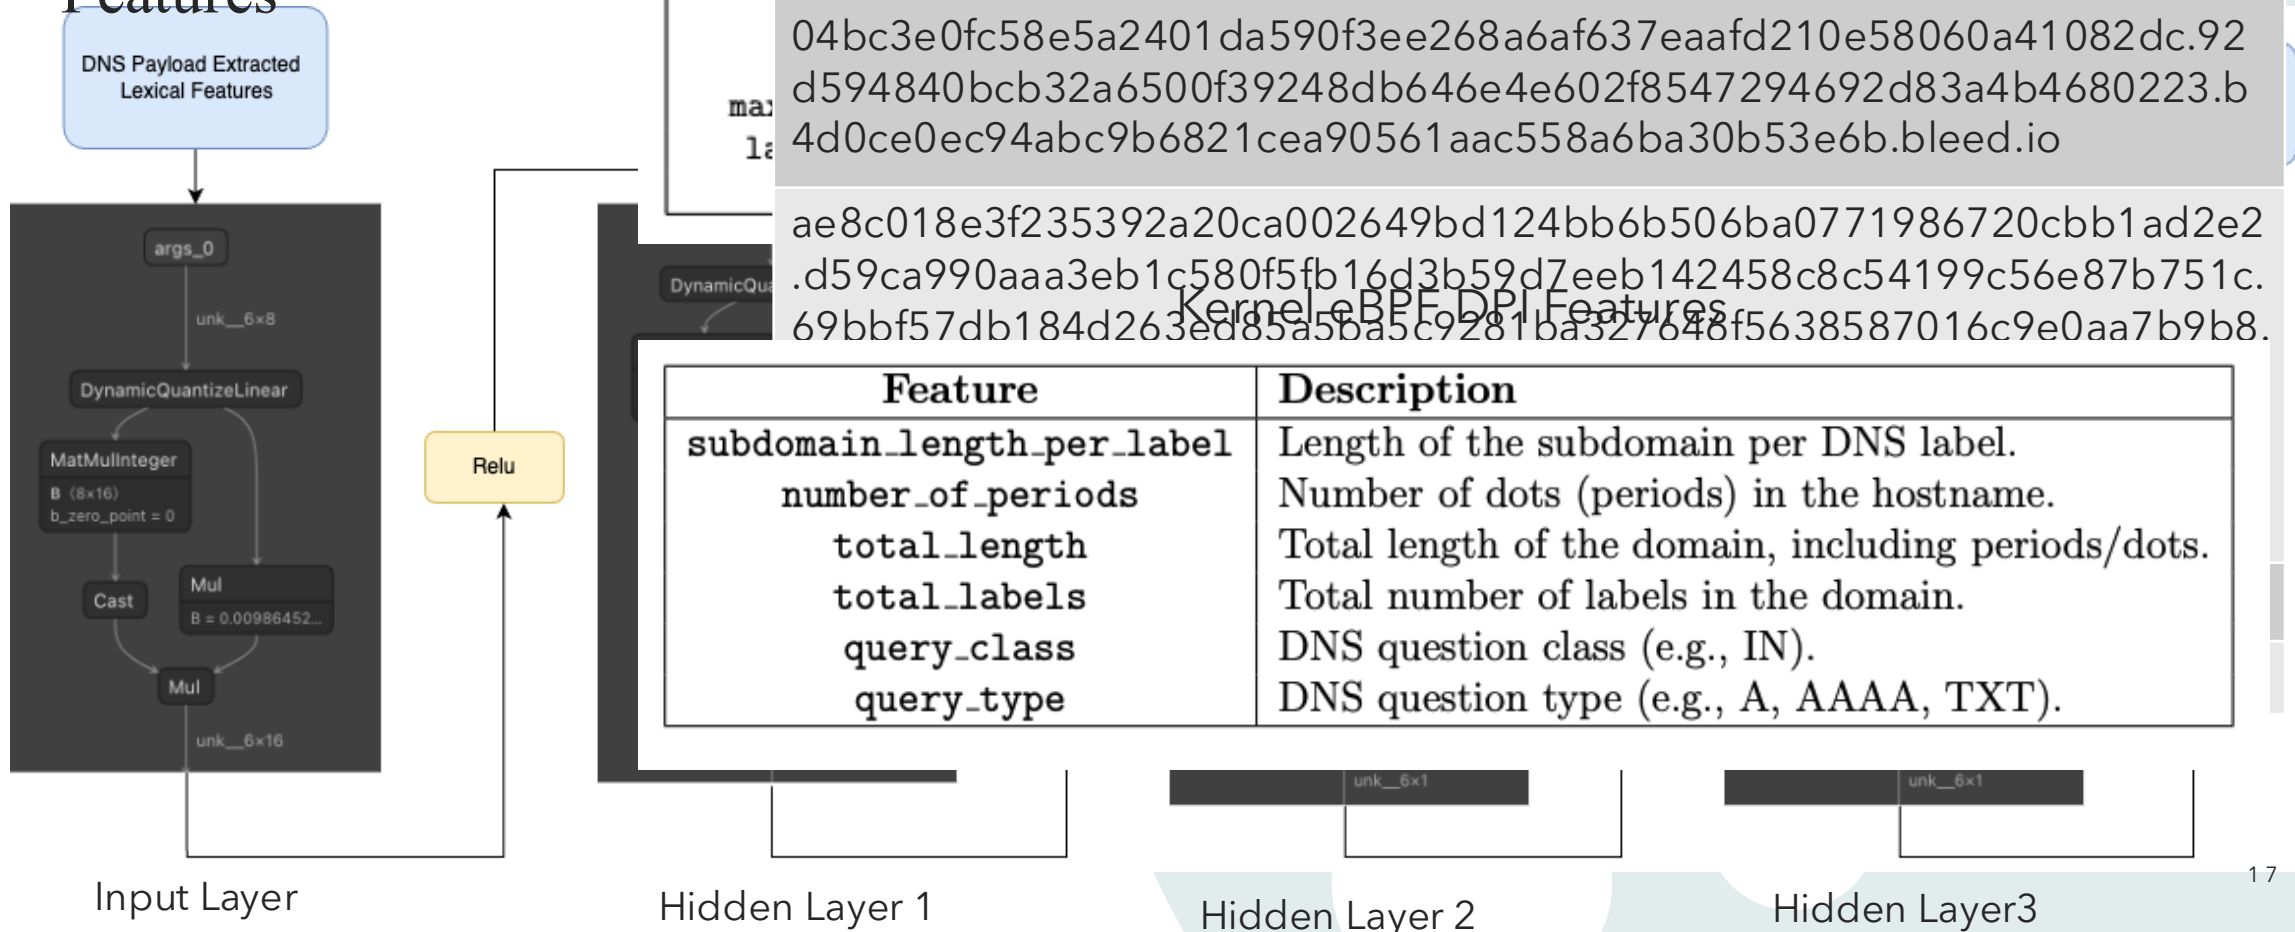 Features
DNS Payload Extracted
Lexical Features
args_0
unk__6×8
DynamicQuantizeLinear
MatMulInteger
B (8×16)
b_zero_point = 0
Cast
Mul
B = 0.00986452...
Mul
unk__6×16
Input Layer
Relu
04bc3e0fc58e5a2401da590f3ee268a6af637eaafd210e58060a41082dc.92
d594840bcb32a6500f39248db646e4e602f8547294692d83a4b4680223.b
4d0ce0ec94abc9b6821cea90561aac558a6ba30b53e6b.bleed.io
ae8c018e3f235392a20ca002649bd124bb6b506ba0771986720cbb1ad2e2
.d59ca990aaa3eb1c580f5fb16d3b59d7eeb142458c8c54199c56e87b751c.
69bbf57db184d263ed85a5ba5c9281ba327646f5638587016c9e0aa7b9b8.
Kernel eBPF DPI Features
Feature Description
subdomain_length_per_label Length of the subdomain per DNS label.
number_of_periods Number of dots (periods) in the hostname.
total_length Total length of the domain, including periods/dots.
total_labels Total number of labels in the domain.
query_class DNS question class (e.g., IN).
query_type DNS question type (e.g., A, AAAA, TXT).
unk__6×1
unk__6×1
Hidden Layer 1
Hidden Layer 2
Hidden Layer3
17